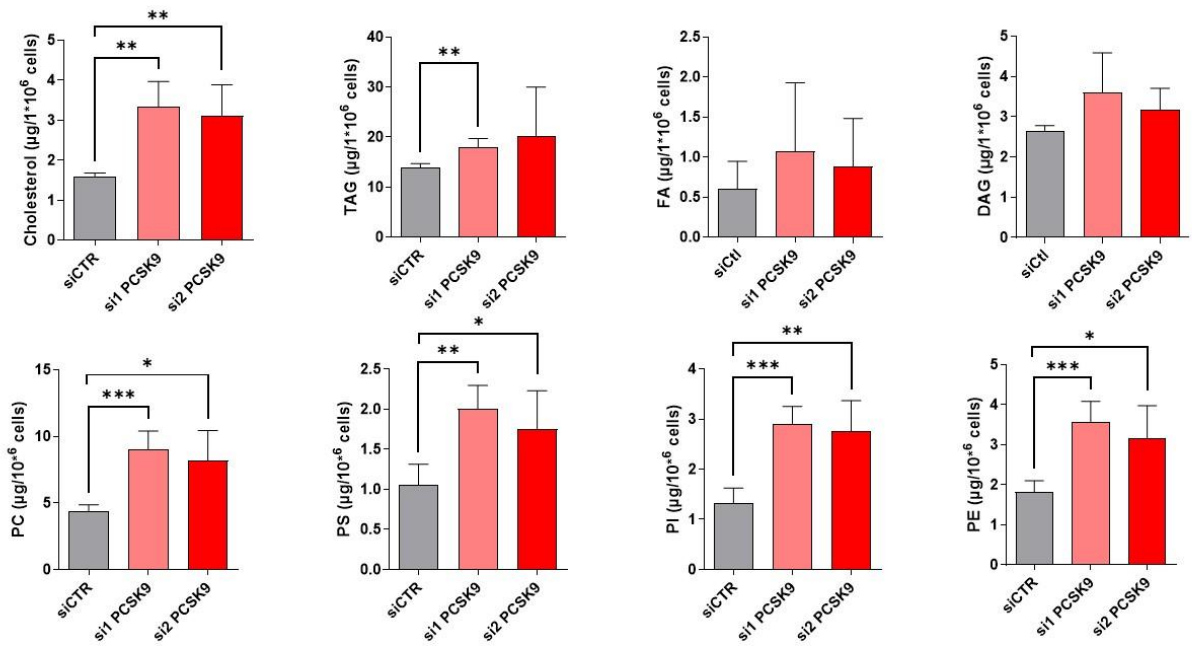 **
**
5
4
3
2
1
0
Cholesterol (µg/1*10⁶ cells)
siCTR
si1 PCSK9
si2 PCSK9
**
40
30
20
10
0
TAG (µg/1*10⁶ cells)
siCTR
si1 PCSK9
si2 PCSK9
2.5
2.0
1.5
1.0
0.5
0.0
FA (µg/1*10⁶ cells)
siCtl
si1 PCSK9
si2 PCSK9
5
4
3
2
1
0
DAG (µg/1*10⁶ cells)
siCtl
si1 PCSK9
si2 PCSK9
*
***
15
10
5
0
PC (µg/10*⁶ cells)
siCTR
si1 PCSK9
si2 PCSK9
*
**
2.5
2.0
1.5
1.0
0.5
0.0
PS (µg/10*⁶ cells)
siCTR
si1 PCSK9
si2 PCSK9
**
***
4
3
2
1
0
PI (µg/10*⁶ cells)
siCTR
si1 PCSK9
si2 PCSK9
*
***
5
4
3
2
1
0
PE (µg/10*⁶ cells)
siCTR
si1 PCSK9
si2 PCSK9